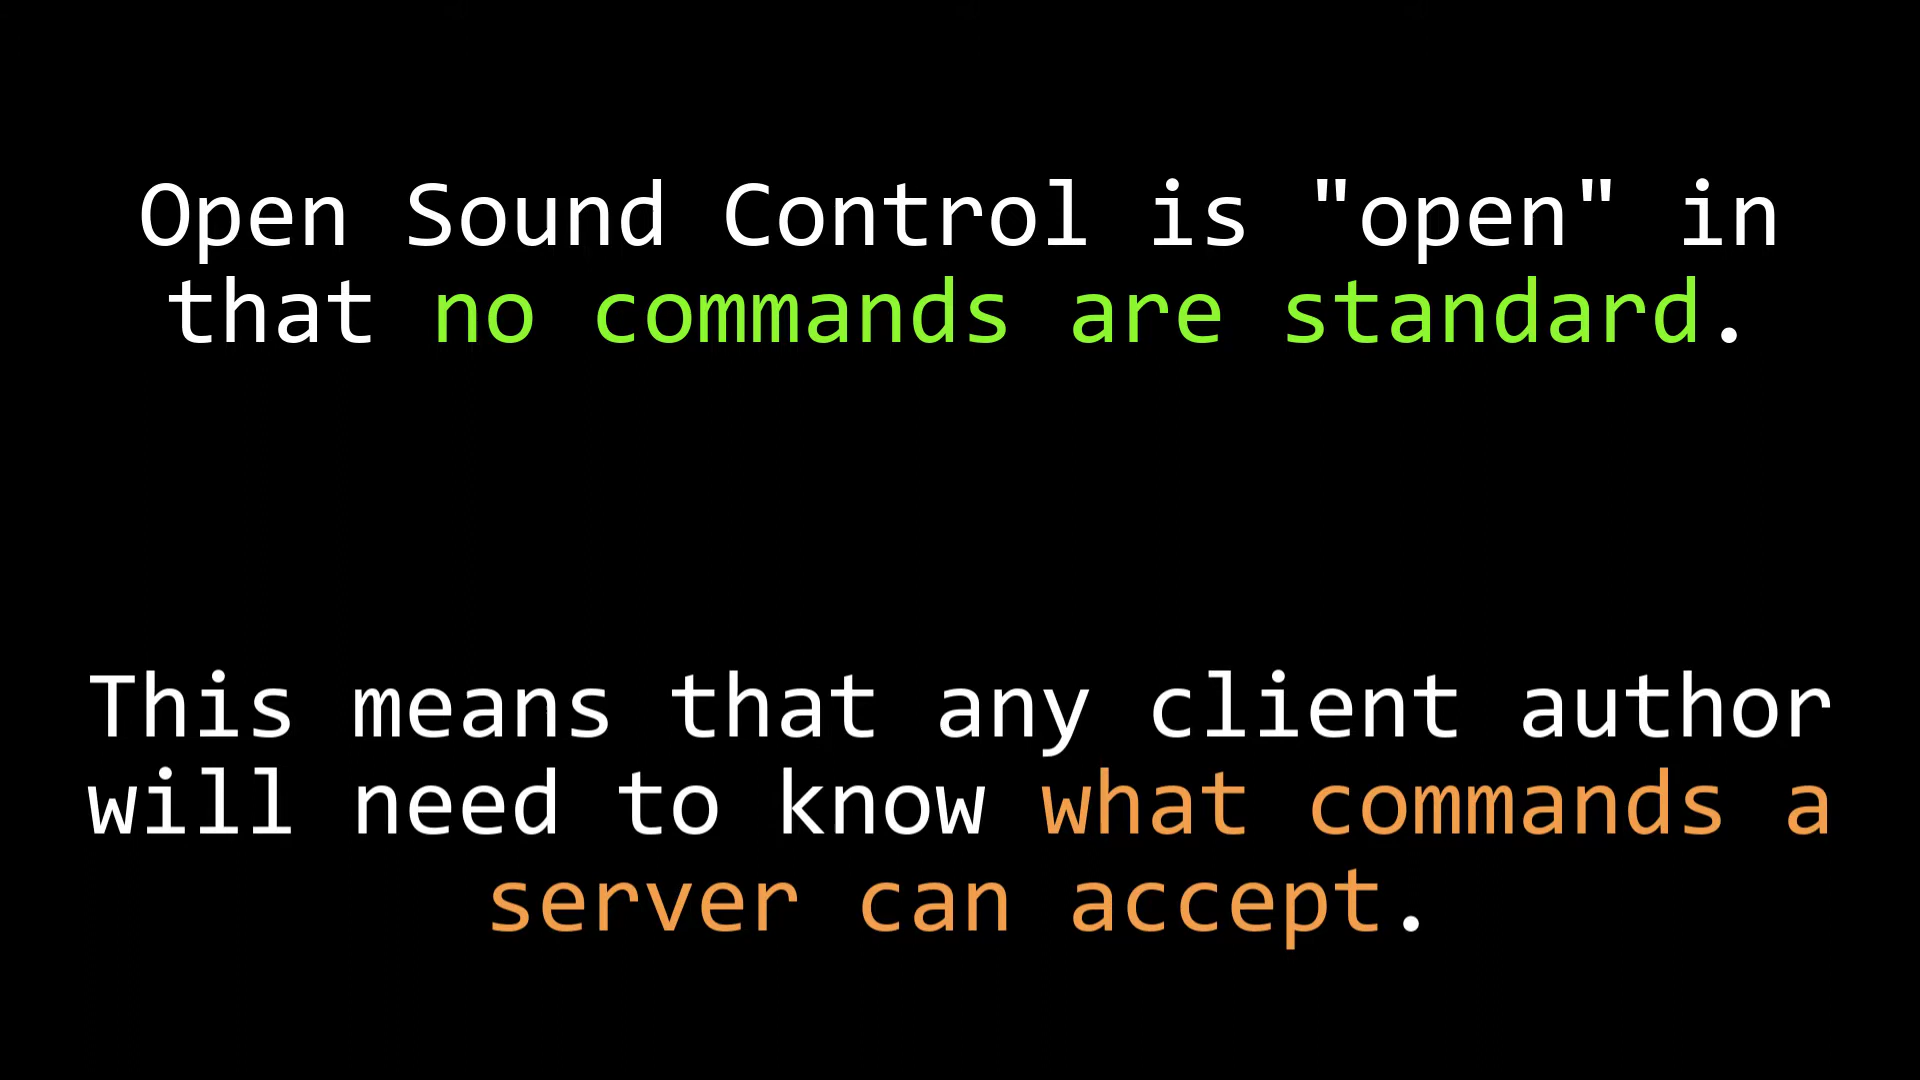 Open Sound Control is "open" in
that no commands are standard.
This means that any client author
will need to know what commands a
server can accept.